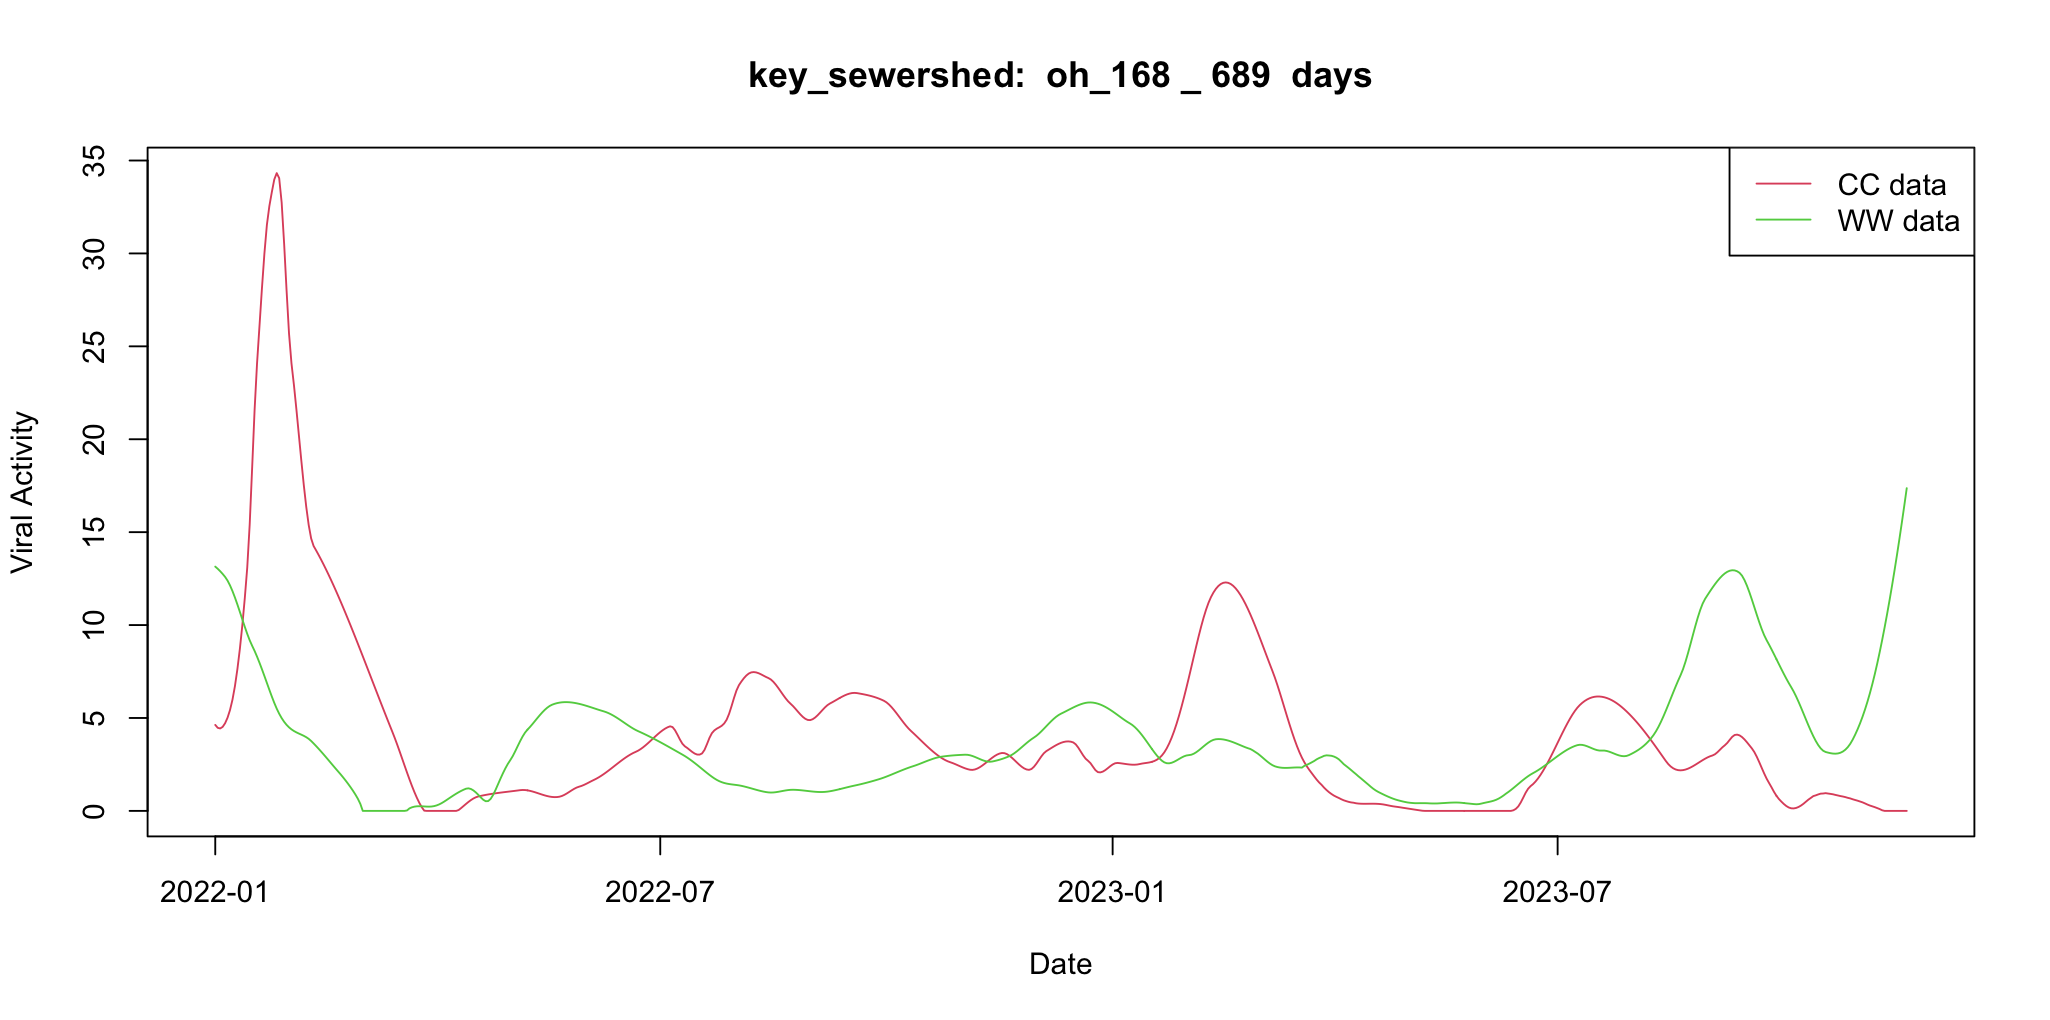 key_sewershed: oh_168 _ 689 days
CC data
WW data
Viral Activity
35
30
25
20
15
10
5
0
2022-01
2022-07
2023-01
2023-07
Date